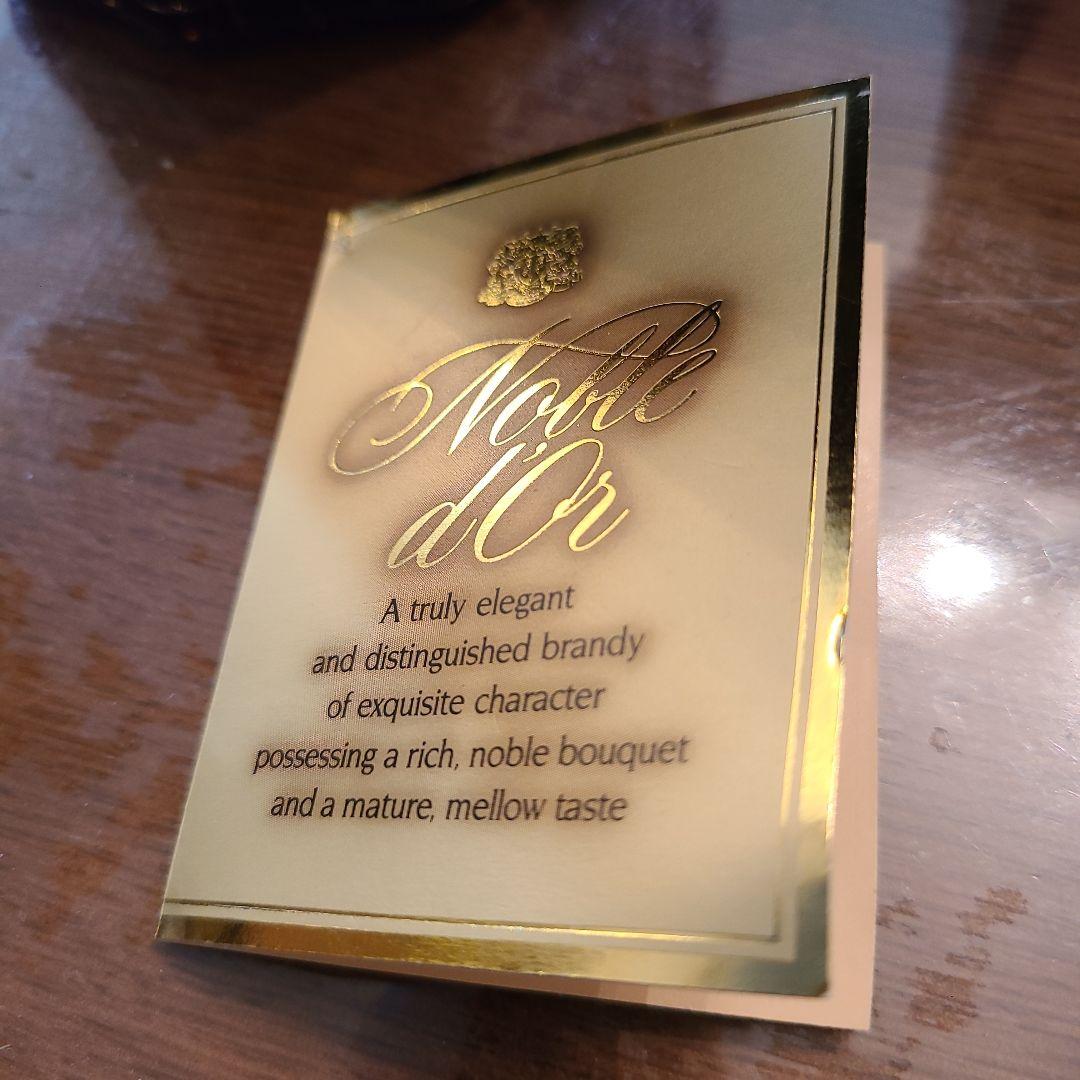 Noble
d'Or
A truly elegant
and distinguished brandy
of exquisite character
possessing a rich, noble bouquet
and a mature, mellow taste